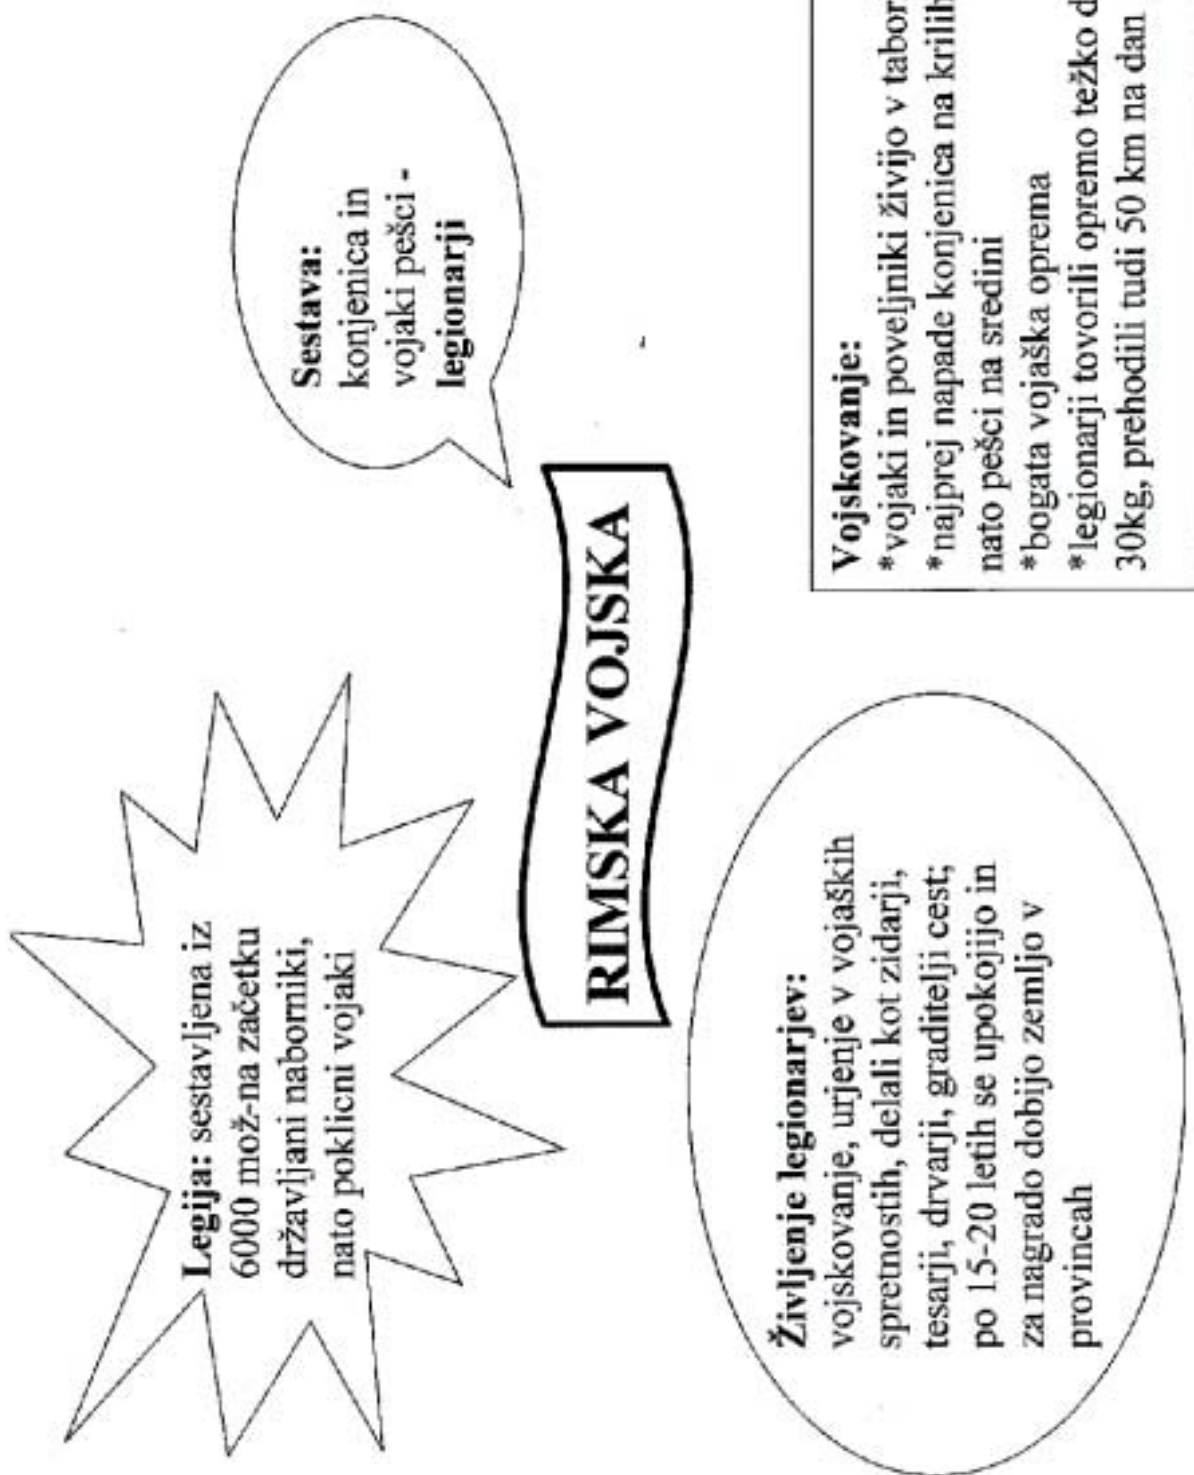 Legija: sestavljena iz
6000 mož-na začetku
državljani naborniki,
nato poklicni vojaki
Sestava:
konjenica in
vojaki pešci -
legionarji
RIMSKA VOJSKA
Življenje legionarjev:
vojskovanje, urjenje v vojaških
spretnostih, delali kot zidarji,
tesarji, drvarji, graditelji cest;
po 15-20 letih se upokojijo in
za nagrado dobijo zemljo v
provincah
Vojskovanje:
*vojaki in poveljniki živijo v tabor
*najprej napade konjenica na krilih
nato pešci na sredini
*bogata vojaška oprema
*legionarji tovorili opremo težko d
30kg, prehodili tudi 50 km na dan